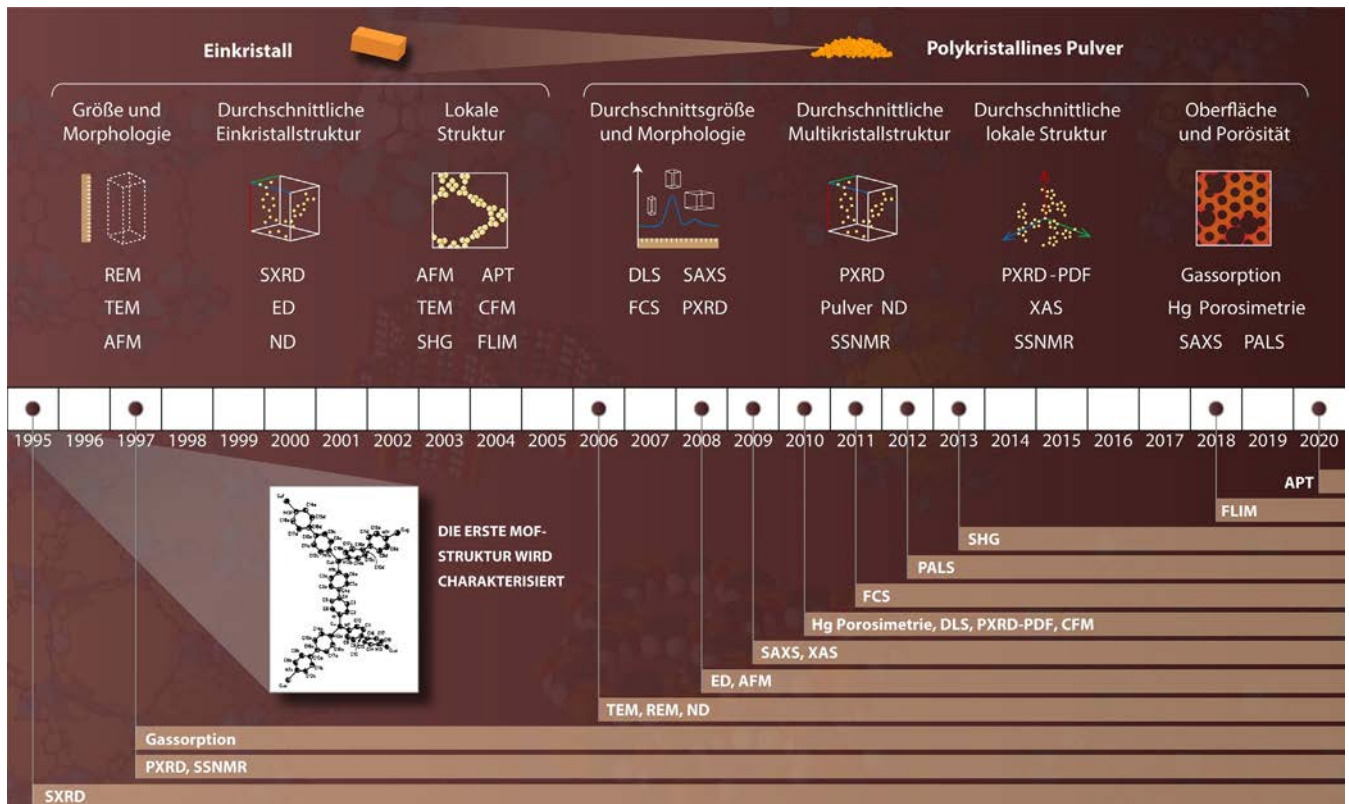 Einkristall
Polykristallines Pulver
Größe und
Morphologie
Durchschnittliche
Einkristallstruktur
Lokale
Struktur
Durchschnittsgröße
und Morphologie
Durchschnittliche
Multikristallstruktur
Durchschnittliche
lokale Struktur
Oberfläche
und Porösität
REM
TEM
AFM
SXRD
ED
ND
AFM APT
TEM CFM
SHG FLIM
DLS SAXS
FCS PXRD
PXRD
Pulver ND
SSNMR
PXRD-PDF
XAS
SSNMR
Gassorption
Hg Porosimetrie
SAXS PALS
1995 1996 1997 1998 1999 2000 2001 2002 2003 2004 2005 2006 2007 2008 2009 2010 2011 2012 2013 2014 2015 2016 2017 2018 2019 2020
DIE ERSTE MOF-
STRUKTUR WIRD
CHARAKTERISIERT
APT
FLIM
SHG
PALS
FCS
Hg Porosimetrie, DLS, PXRD-PDF, CFM
SAXS, XAS
ED, AFM
TEM, REM, ND
Gassorption
PXRD, SSNMR
SXRD